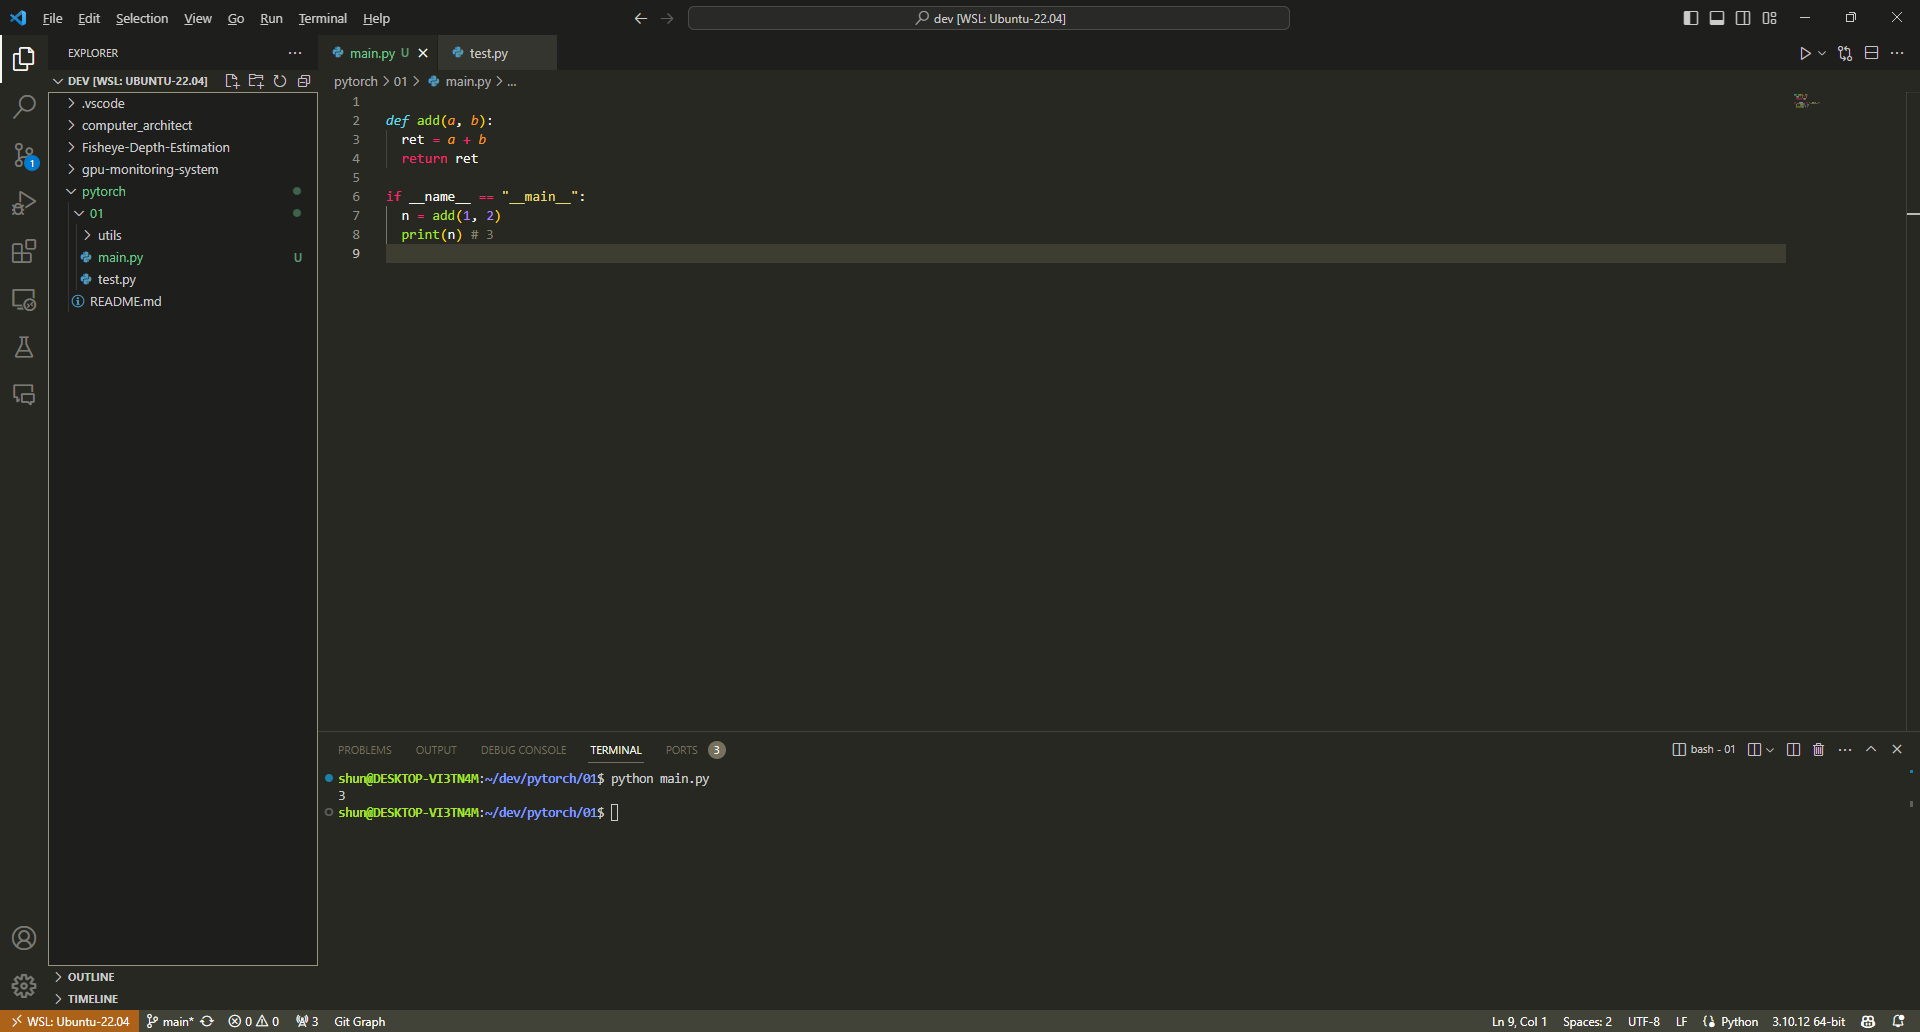 File Edit Selection View Go Run Terminal Help
dev [WSL: Ubuntu-22.04]
EXPLORER
DEV [WSL: UBUNTU-22.04]
.vscode
computer_architect
Fisheye-Depth-Estimation
gpu-monitoring-system
pytorch
01
utils
main.py U
test.py
README.md
OUTLINE
TIMELINE
1
main.py U
test.py
pytorch > 01 > main.py > ...
1
2 def add(a, b):
3 ret = a + b
4 return ret
5
6 if __name__ == "__main__":
7 n = add(1, 2)
8 print(n) # 3
9
PROBLEMS OUTPUT DEBUG CONSOLE TERMINAL PORTS 3
bash - 01
shun@DESKTOP-VI3TN4M:~/dev/pytorch/01$ python main.py
3
shun@DESKTOP-VI3TN4M:~/dev/pytorch/01$
WSL: Ubuntu-22.04 main* 0 0 3 Git Graph
Ln 9, Col 1 Spaces: 2 UTF-8 LF Python 3.10.12 64-bit